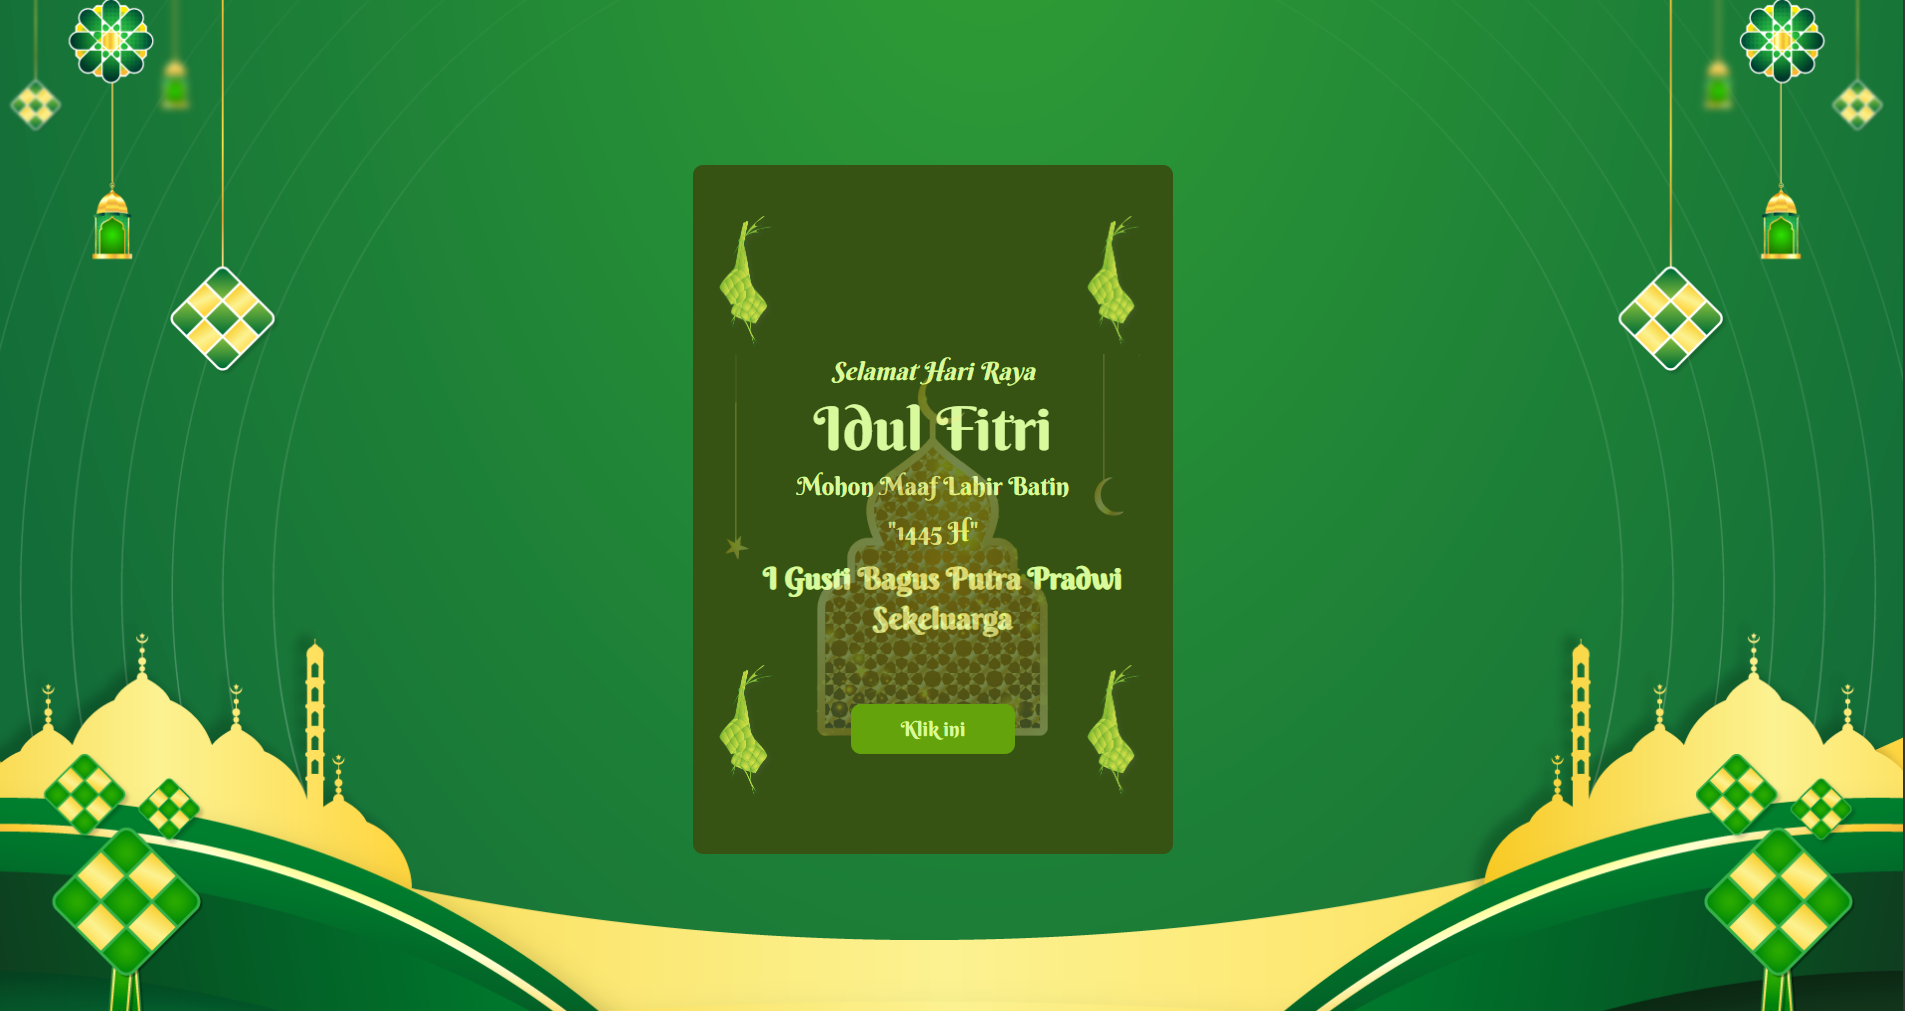 Selamat Hari Raya
Idul Fitri
Mohon Maaf Lahir Batin
"1445 H"
I Gusti Bagus Putra Pradwi
Sekeluarga
Klik ini